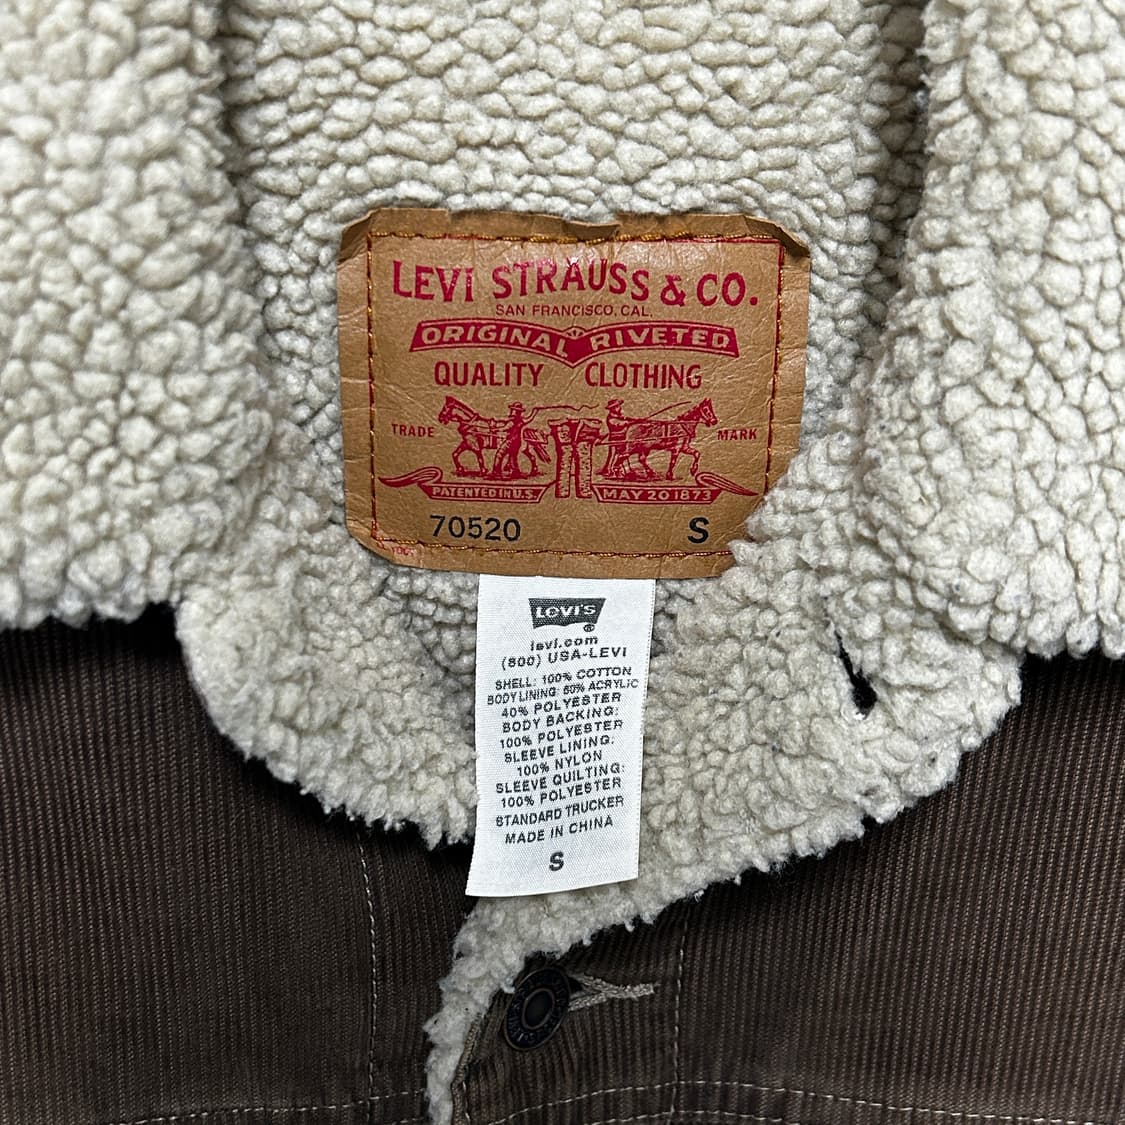 LEVI STRAUSS & CO.
SAN FRANCISCO, CAL.
ORIGINAL RIVETED
QUALITY CLOTHING
TRADE MARK
PATENTED IN U.S. MAY 20 1873
70520 S
LEVI'S
®
levi.com
(800) USA-LEVI
SHELL: 100% COTTON
BODY LINING: 60% ACRYLIC
40% POLYESTER
BODY BACKING:
100% POLYESTER
SLEEVE LINING:
100% NYLON
SLEEVE QUILTING:
100% POLYESTER
STANDARD TRUCKER
MADE IN CHINA
S